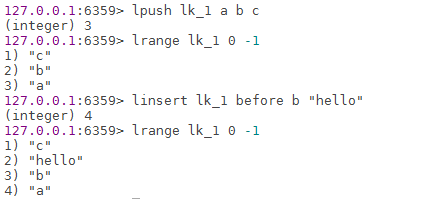 127.0.0.1:6359> lpush lk_1 a b c
(integer) 3
127.0.0.1:6359> lrange lk_1 0 -1
1) "c"
2) "b"
3) "a"
127.0.0.1:6359> linsert lk_1 before b "hello"
(integer) 4
127.0.0.1:6359> lrange lk_1 0 -1
1) "c"
2) "hello"
3) "b"
4) "a"